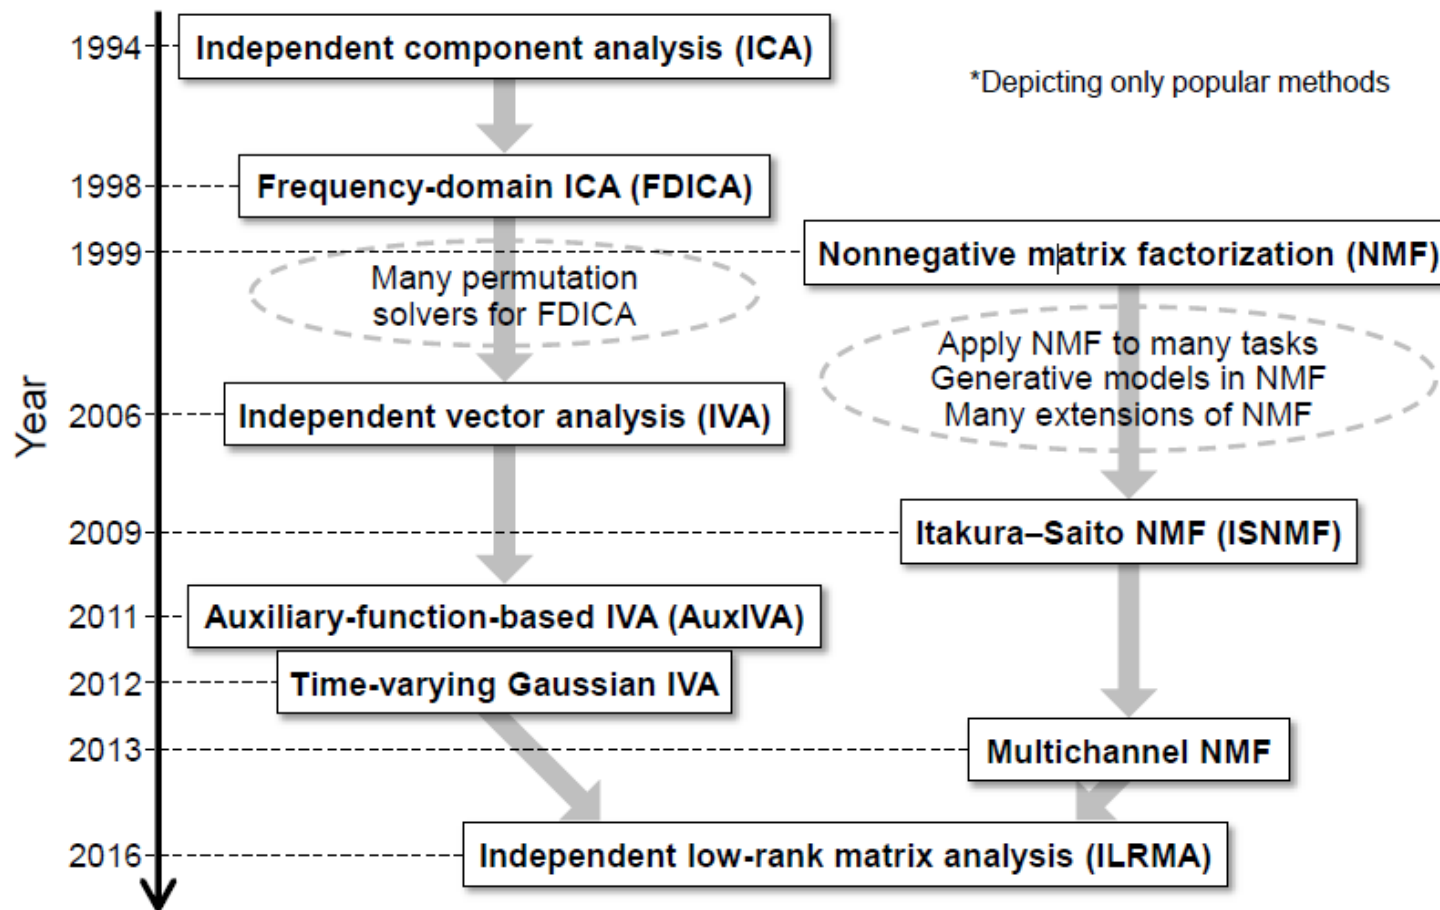 1994
Independent component analysis (ICA)
*Depicting only popular methods
1998
Frequency-domain ICA (FDICA)
1999
Nonnegative matrix factorization (NMF)
Many permutation
solvers for FDICA
Apply NMF to many tasks
Generative models in NMF
Many extensions of NMF
Year
2006
Independent vector analysis (IVA)
2009
Itakura–Saito NMF (ISNMF)
2011
Auxiliary-function-based IVA (AuxIVA)
2012
Time-varying Gaussian IVA
2013
Multichannel NMF
2016
Independent low-rank matrix analysis (ILRMA)